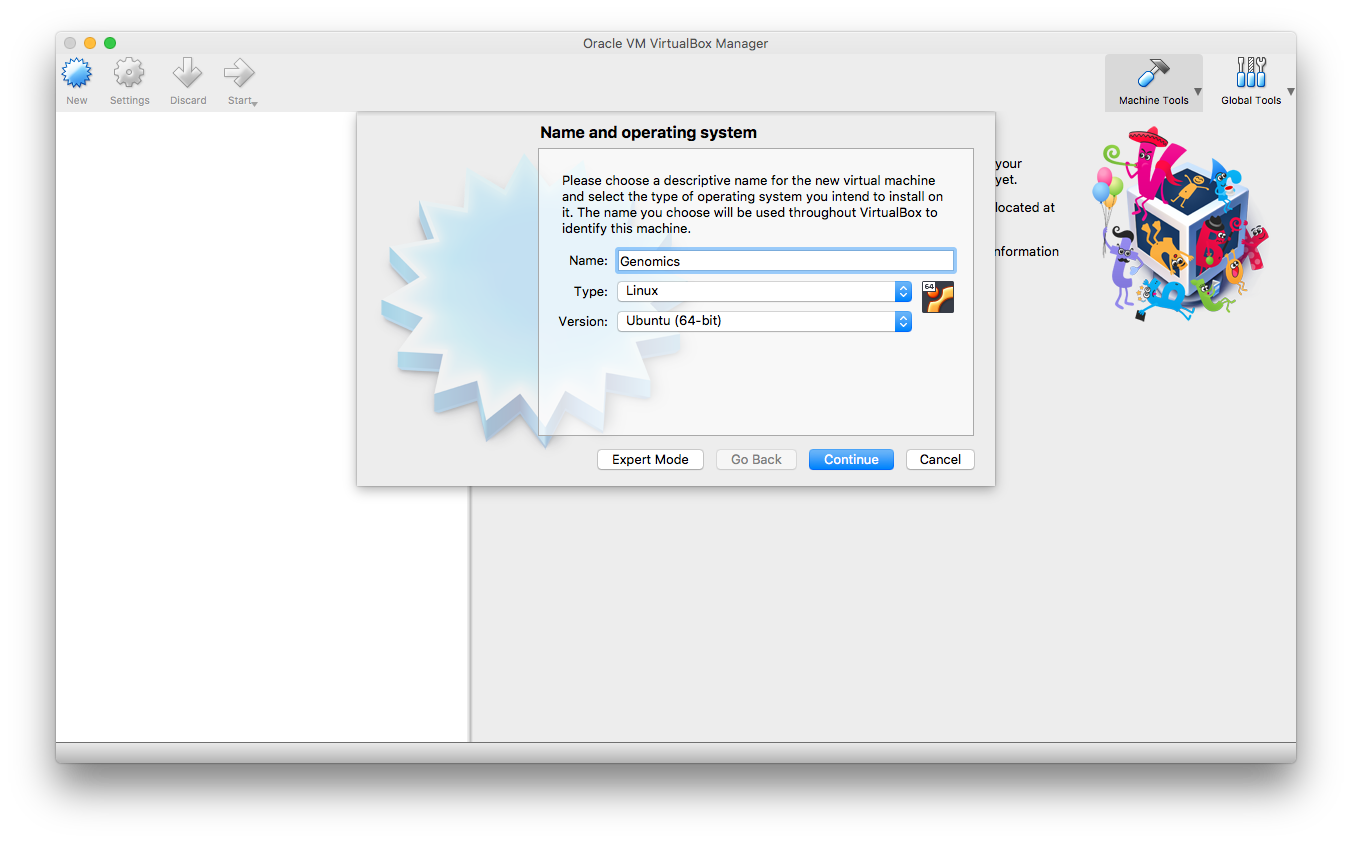 Oracle VM VirtualBox Manager
New
Settings
Discard
Start
Machine Tools
Global Tools
Name and operating system
Please choose a descriptive name for the new virtual machine
and select the type of operating system you intend to install on
it. The name you choose will be used throughout VirtualBox to
identify this machine.
Name: Genomics
Type: Linux
64
Version: Ubuntu (64-bit)
Expert Mode
Go Back
Continue
Cancel
your
yet.
located at
nformation